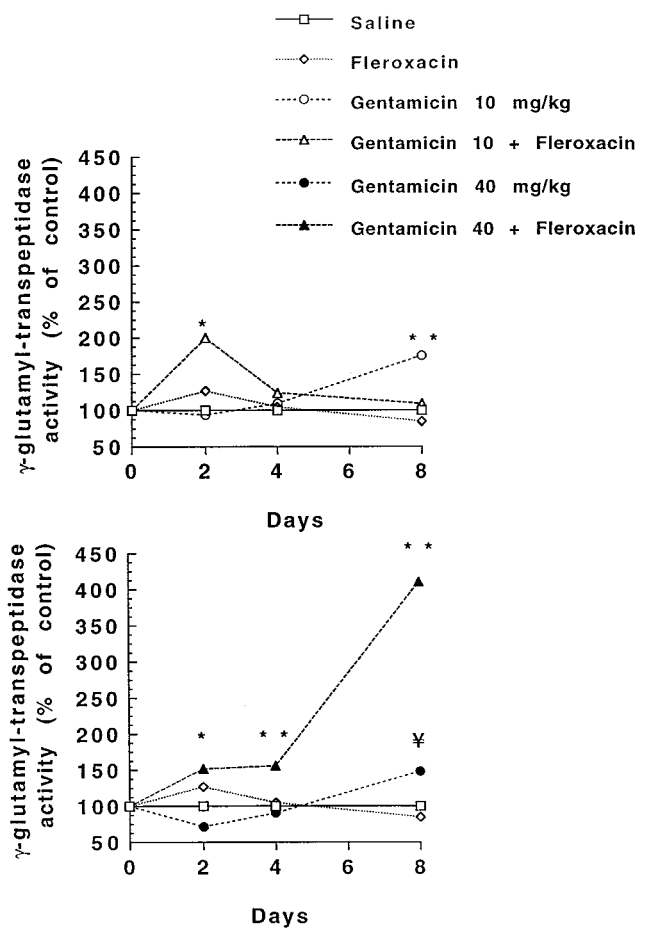 Saline
Fleroxacin
Gentamicin 10 mg/kg
Gentamicin 10 + Fleroxacin
Gentamicin 40 mg/kg
Gentamicin 40 + Fleroxacin
γ-glutamyl-transpeptidase
activity (% of control)
450
400
350
300
250
200
150
100
50
*
* *
0 2 4 6 8
Days
γ-glutamyl-transpeptidase
activity (% of control)
450
400
350
300
250
200
150
100
50
* *
* * *
¥
0 2 4 6 8
Days